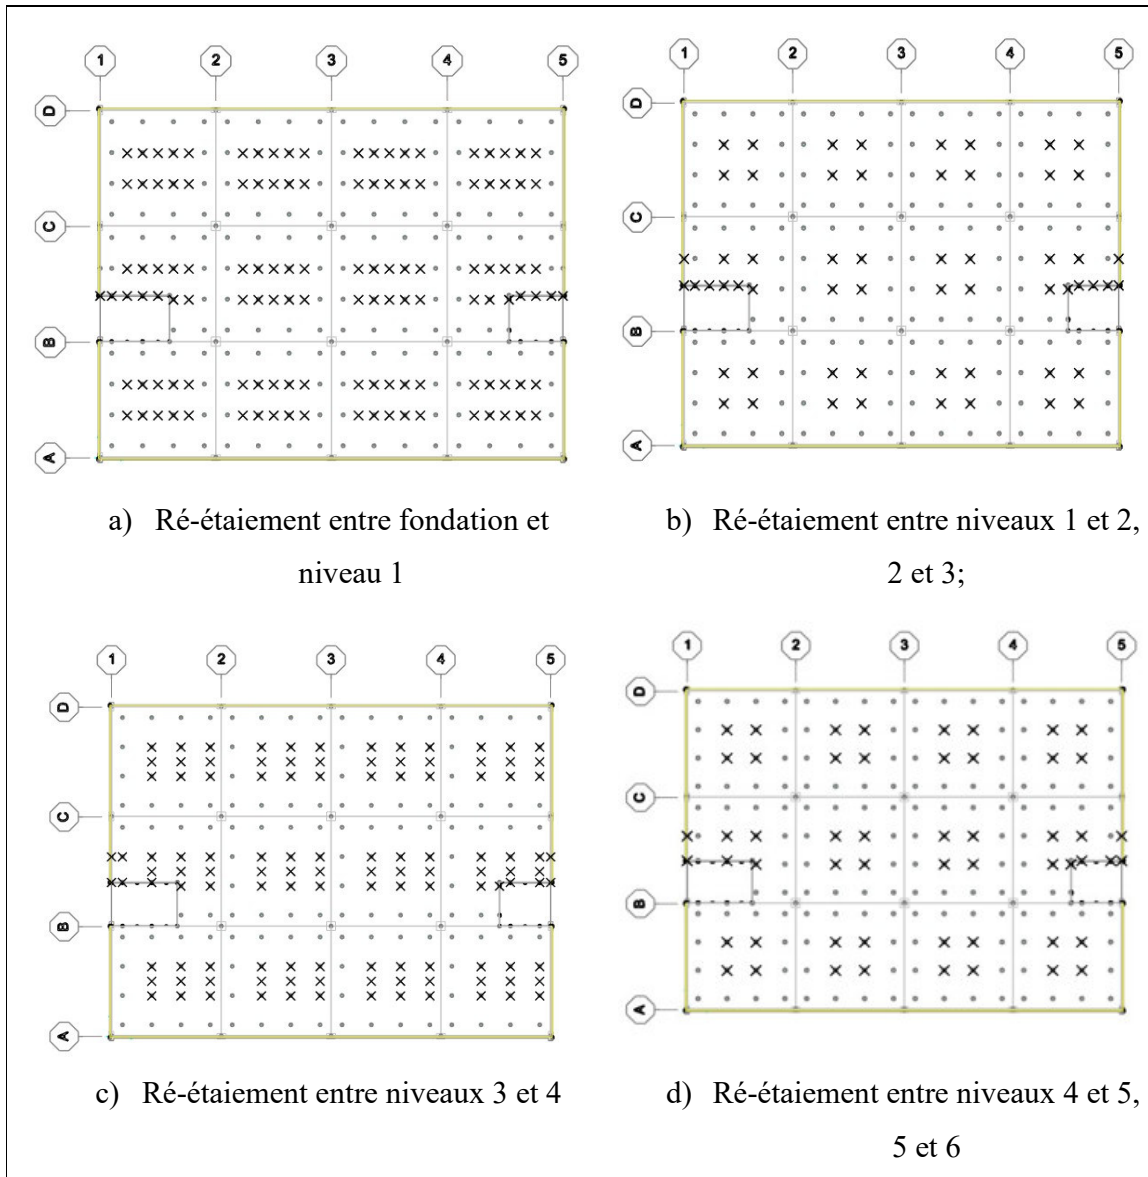 1 2 3 4 5
D
C
B
A
a) Ré-étaiement entre fondation et
niveau 1
1 2 3 4 5
D
C
B
A
b) Ré-étaiement entre niveaux 1 et 2,
2 et 3;
1 2 3 4 5
D
C
B
A
c) Ré-étaiement entre niveaux 3 et 4
1 2 3 4 5
D
C
B
A
d) Ré-étaiement entre niveaux 4 et 5,
5 et 6